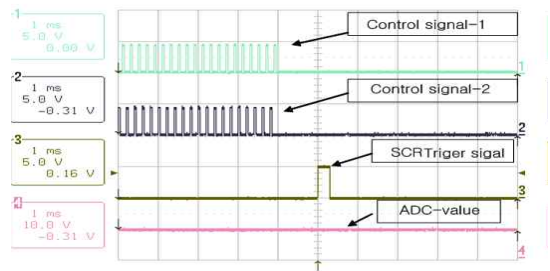 1
1 ms
5.0 V
0.00 V
Control signal-1
1
2
1 ms
5.0 V
-0.31 V
Control signal-2
2
3
1 ms
5.0 V
0.16 V
SCRTriger sigal
3
4
1 ms
10.0 V
-0.31 V
ADC-value
4